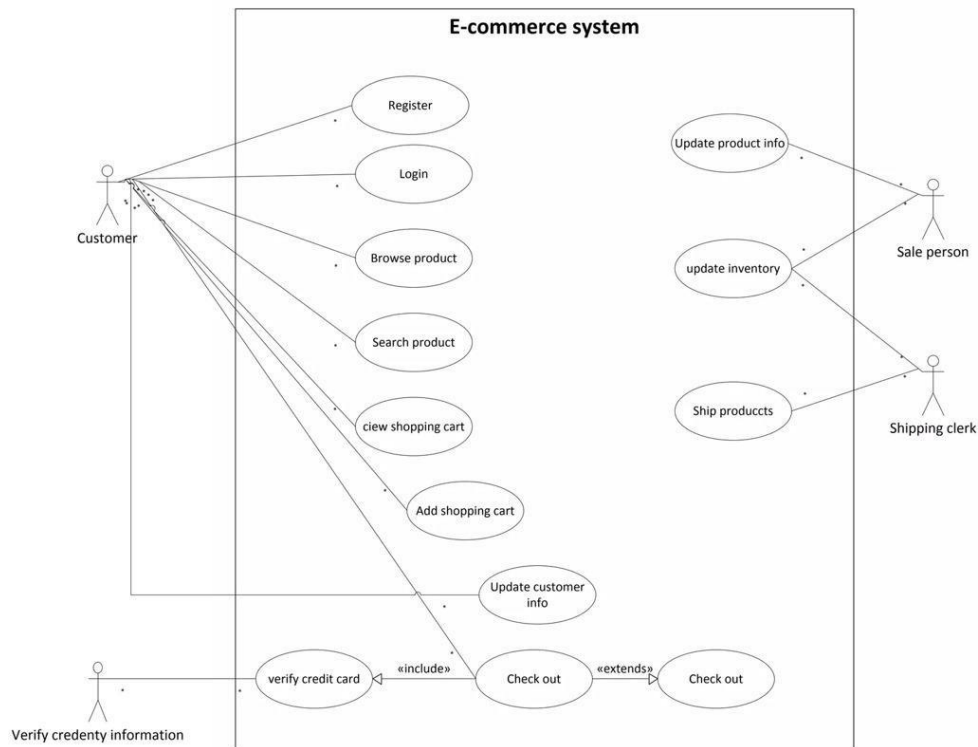 E-commerce system
Register
Update product info
Login
Customer
Sale person
Browse product
update inventory
Search product
Ship produccts
Shipping clerk
ciew shopping cart
Add shopping cart
Update customer
info
«include»
«extends»
verify credit card
Check out
Check out
Verify credenty information